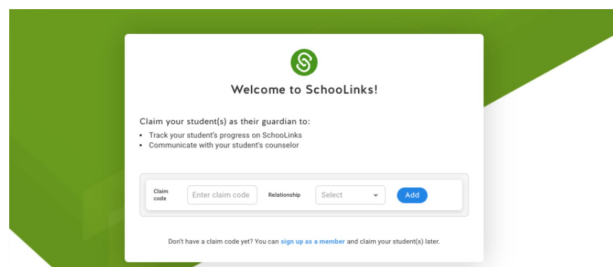 Welcome to SchooLinks!
Claim your student(s) as their guardian to:
• Track your student's progress on SchooLinks
• Communicate with your student's counselor
Claim code Enter claim code Relationship Select Add
Don't have a claim code yet? You can sign up as a member and claim your student(s) later.